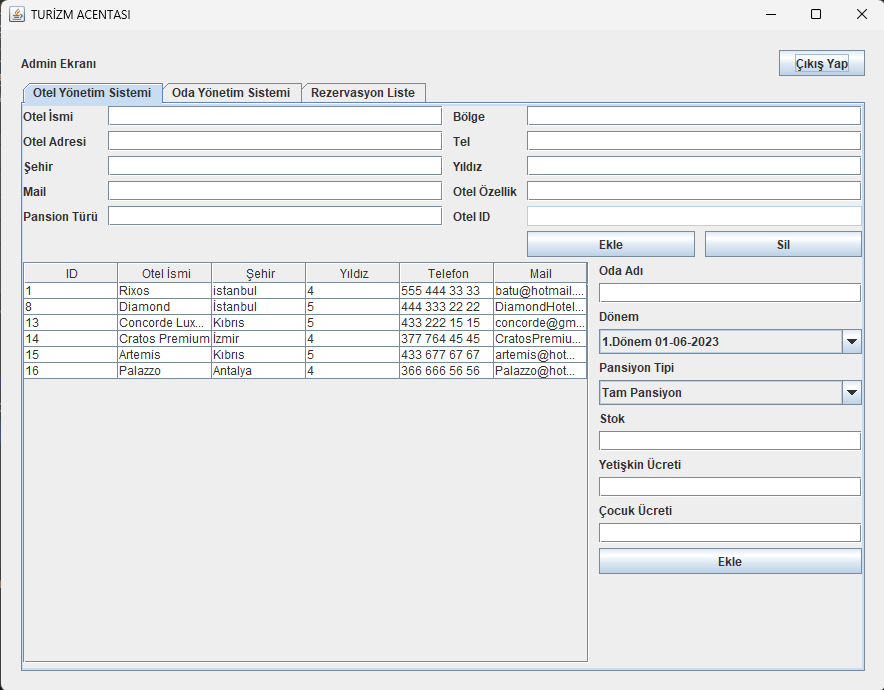 TURİZM ACENTASI
Admin Ekranı
Çıkış Yap
Otel Yönetim Sistemi Oda Yönetim Sistemi Rezervasyon Liste
Otel İsmi
Bölge
Otel Adresi
Tel
Şehir
Yıldız
Mail
Otel Özellik
Pansion Türü
Otel ID
Ekle Sil
ID Otel İsmi Şehir Yıldız Telefon Mail
1 Rixos istanbul 4 555 444 33 33 batu@hotmail....
8 Diamond İstanbul 5 444 333 22 22 DiamondHotel...
13 Concorde Lux... Kıbrıs 5 433 222 15 15 concorde@gm...
14 Cratos Premium İzmir 4 377 764 45 45 CratosPremiu...
15 Artemis Kıbrıs 5 433 677 67 67 artemis@hot...
16 Palazzo Antalya 4 366 666 56 56 Palazzo@hot...
Oda Adı
Dönem
1.Dönem 01-06-2023
Pansiyon Tipi
Tam Pansiyon
Stok
Yetişkin Ücreti
Çocuk Ücreti
Ekle